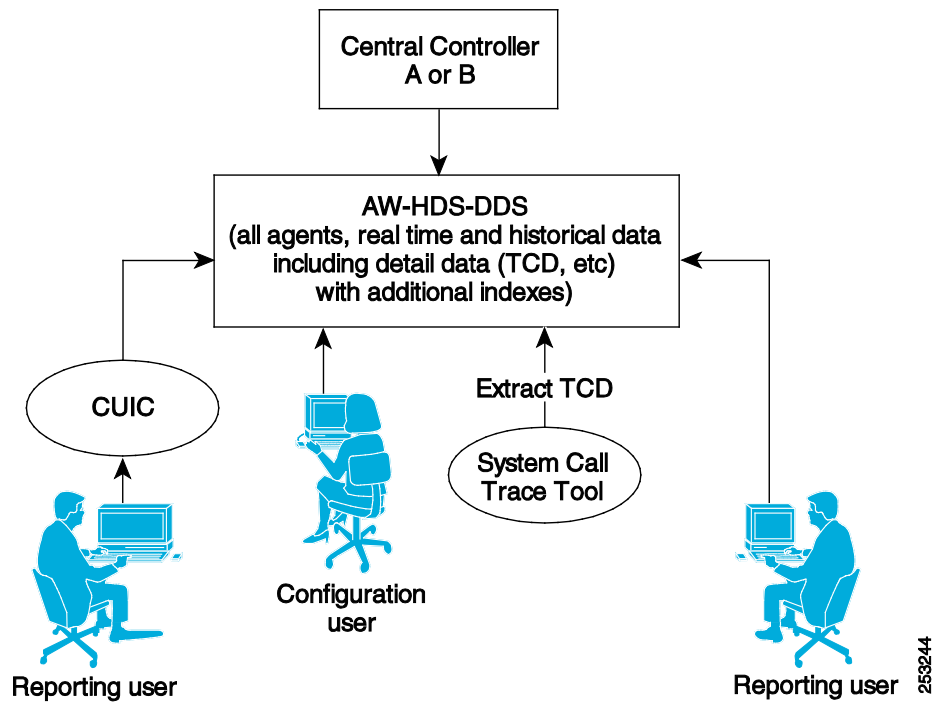 Central Controller
A or B
AW-HDS-DDS
(all agents, real time and historical data
including detail data (TCD, etc)
with additional indexes)
CUIC
Extract TCD
System Call
Trace Tool
Configuration
user
Reporting user
Reporting user
253244